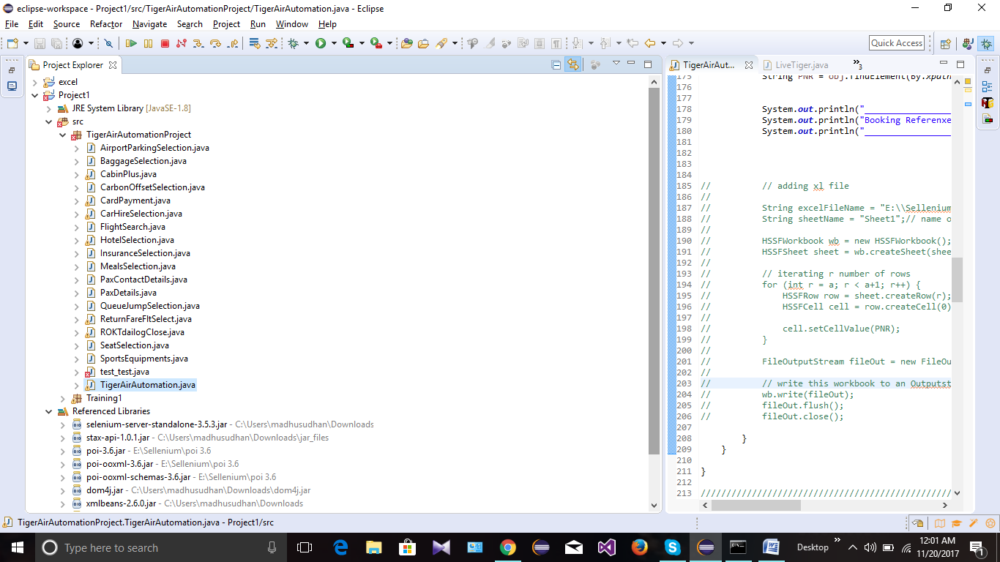 eclipse-workspace - Project1/src/TigerAirAutomationProject/TigerAirAutomation.java - Eclipse
File Edit Source Refactor Navigate Search Project Run Window Help
Quick Access
Project Explorer
TigerAirAut... LiveTiger.java »3
excel
Project1
JRE System Library [JavaSE-1.8]
src
TigerAirAutomationProject
AirportParkingSelection.java
BaggageSelection.java
CabinPlus.java
CarbonOffsetSelection.java
CardPayment.java
CarHireSelection.java
FlightSearch.java
HotelSelection.java
InsuranceSelection.java
MealsSelection.java
PaxContactDetails.java
PaxDetails.java
QueueJumpSelection.java
ReturnFareFltSelect.java
ROKTdailogClose.java
SeatSelection.java
SportsEquipments.java
test_test.java
TigerAirAutomation.java
Training1
Referenced Libraries
selenium-server-standalone-3.5.3.jar - C:\Users\madhusudhan\Downloads
stax-api-1.0.1.jar - C:\Users\madhusudhan\Downloads\jar_files
poi-3.6.jar - E:\Sellenium\poi 3.6
poi-ooxml-3.6.jar - E:\Sellenium\poi 3.6
poi-ooxml-schemas-3.6.jar - E:\Sellenium\poi 3.6
dom4j.jar - C:\Users\madhusudhan\Downloads\dom4j.jar
xmlbeans-2.6.0.jar - C:\Users\madhusudhan\Downloads
175 String PNR = obj.findElement(By.xpath
176
177
178 System.out.println("____________________
179 System.out.println("Booking Referenxe
180 System.out.println("____________________
181
182
183
184
185 // // adding xl file
186 //
187 // String excelFileName = "E:\\Sellenium
188 // String sheetName = "Sheet1";// name o
189 //
190 // HSSFWorkbook wb = new HSSFWorkbook();
191 // HSSFSheet sheet = wb.createSheet(shee
192 //
193 // // iterating r number of rows
194 // for (int r = a; r < a+1; r++) {
195 // HSSFRow row = sheet.createRow(r);
196 // HSSFCell cell = row.createCell(0)
197 //
198 // cell.setCellValue(PNR);
199 // }
200 //
201 // FileOutputStream fileOut = new FileOu
202 //
203 // // write this workbook to an Outputst
204 // wb.write(fileOut);
205 // fileOut.flush();
206 // fileOut.close();
207
208 }
209 }
210
211 }
212
213 /////////////////////////////////////////////////
TigerAirAutomationProject.TigerAirAutomation.java - Project1/src
Type here to search
Desktop »
12:01 AM
11/20/2017
1